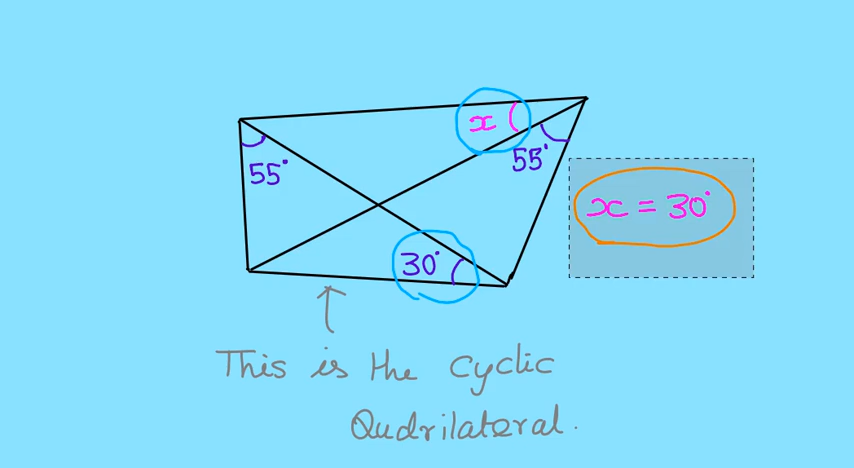 x
55°
55°
x = 30°
30°
This is the cyclic
Qudrilateral.